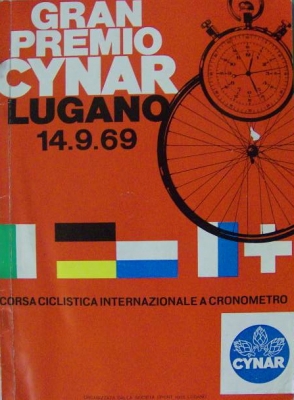 GRAN
PREMIO
CYNAR
LUGANO
14.9.69
CORSA CICLISTICA INTERNAZIONALE A CRONOMETRO
CYNAR